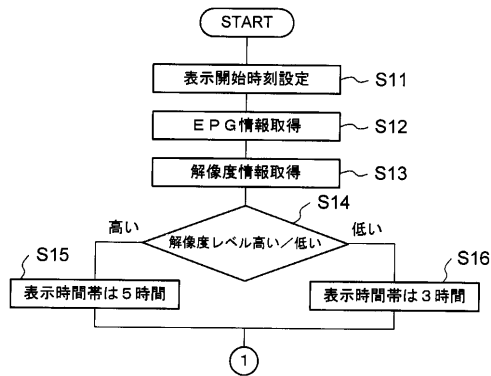 START
表示開始時刻設定
S11
EPG情報取得
S12
解像度情報取得
S13
S14
高い
解像度レベル高い/低い
低い
S15
S16
表示時間帯は5時間
表示時間帯は3時間
1